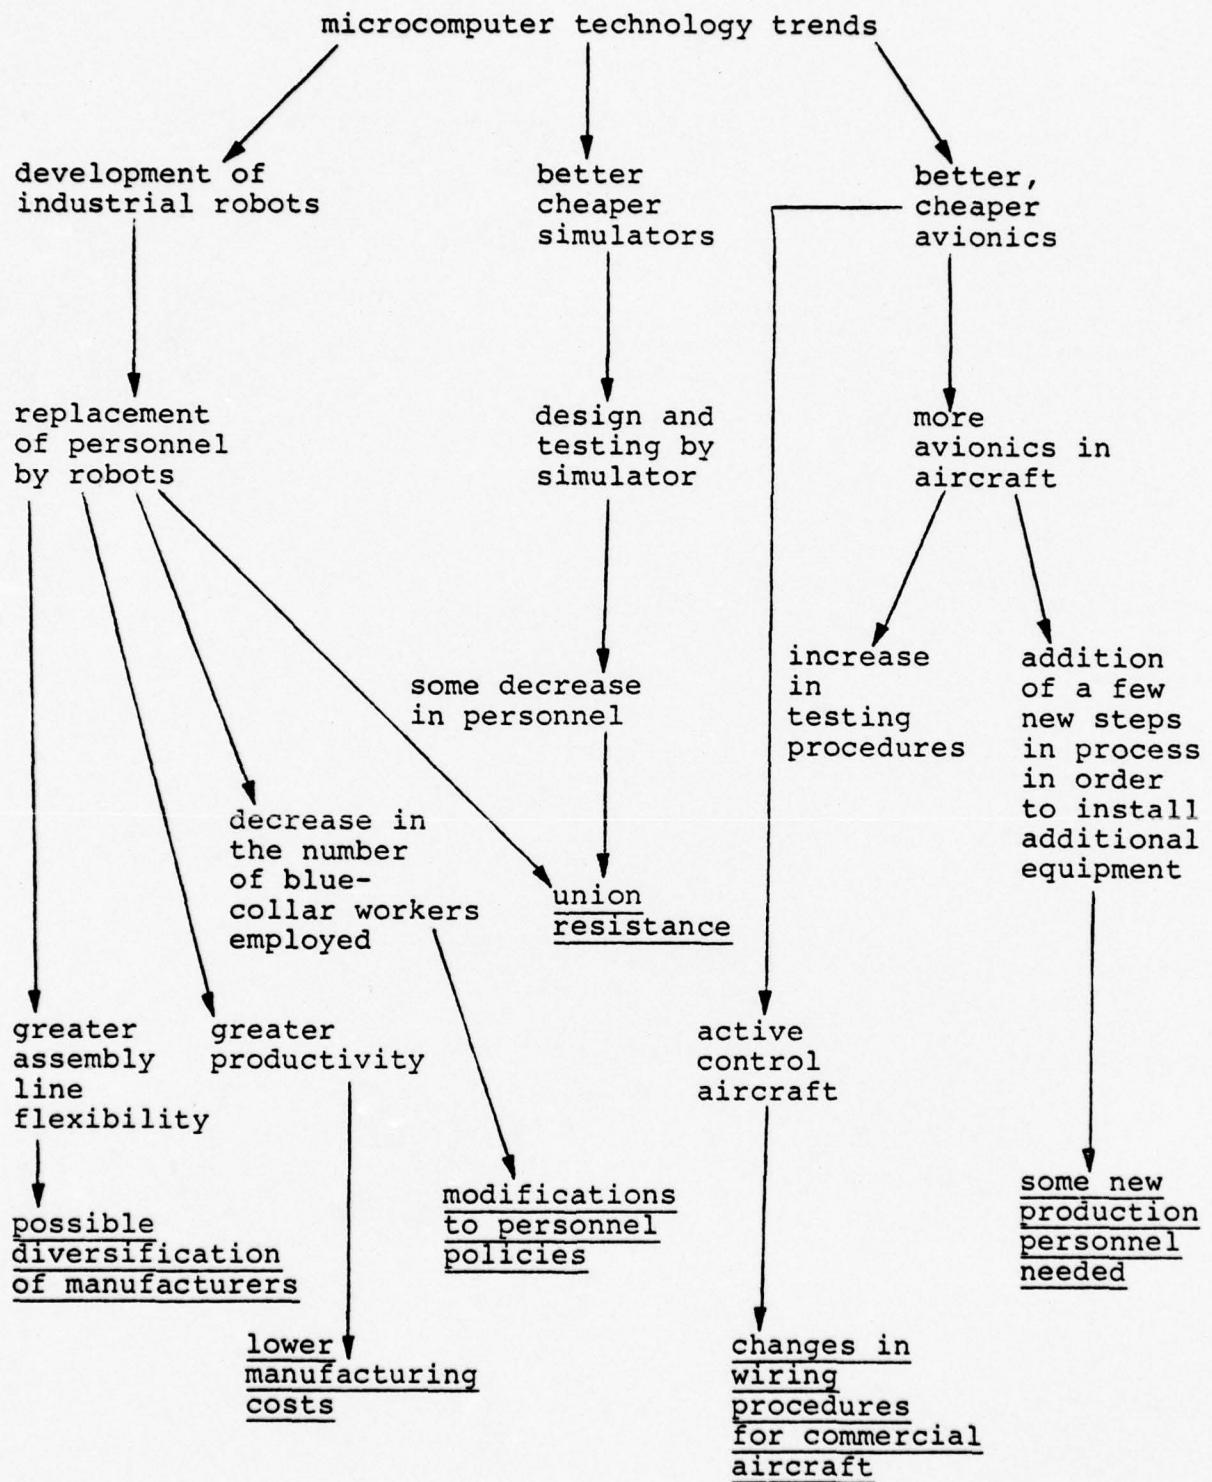 microcomputer technology trends
development of
industrial robots
better
cheaper
simulators
better,
cheaper
avionics
replacement
of personnel
by robots
design and
testing by
simulator
more
avionics in
aircraft
some decrease
in personnel
increase
in
testing
procedures
addition
of a few
new steps
in process
in order
to install
additional
equipment
decrease in
the number
of blue-
collar workers
employed
union
resistance
greater
assembly
line
flexibility
greater
productivity
active
control
aircraft
possible
diversification
of manufacturers
modifications
to personnel
policies
some new
production
personnel
needed
lower
manufacturing
costs
changes in
wiring
procedures
for commercial
aircraft